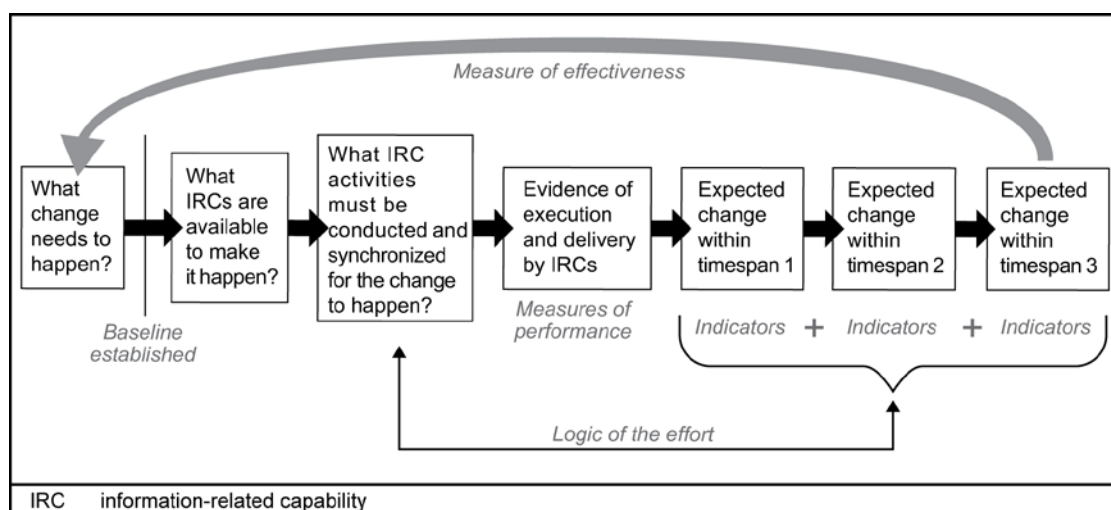 Measure of effectiveness
What
change
needs to
happen?
Baseline
established
What
IRCs are
available
to make
it happen?
What IRC
activities
must be
conducted and
synchronized
for the change
to happen?
Evidence of
execution
and delivery
by IRCs
Measures of
performance
Expected
change
within
timespan 1
Expected
change
within
timespan 2
Expected
change
within
timespan 3
Indicators + Indicators + Indicators
Logic of the effort
IRC information-related capability